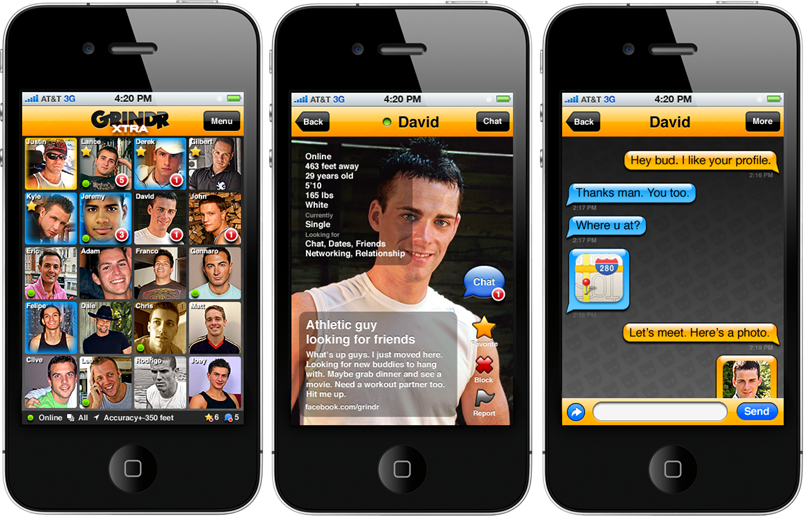 AT&T 3G 4:20 PM
GRINDR
XTRA
Menu
Justin Lance Derek Gilbert
5 1
Kyle Jeremy David John
3 1 1
Eric Adam Franco Gennaro
Felipe Dale Chris Matt
1
Clive Rodrigo Joey
Online All Accuracy+-350 feet 6 5
AT&T 3G 4:20 PM
Back David Chat
Online
463 feet away
29 years old
5'10
165 lbs
White
Currently
Single
Looking for
Chat, Dates, Friends
Networking, Relationship
Chat
1
Athletic guy
looking for friends
What's up guys. I just moved here.
Looking for new buddies to hang
with. Maybe grab dinner and see a
movie. Need a workout partner too.
Hit me up.
facebook.com/grindr
Favorite
Block
Report
AT&T 3G 4:20 PM
Back David More
Hey bud. I like your profile.
2:16 PM
Thanks man. You too.
2:17 PM
Where u at?
2:17 PM
280
Let's meet. Here's a photo.
2:19 PM
Send